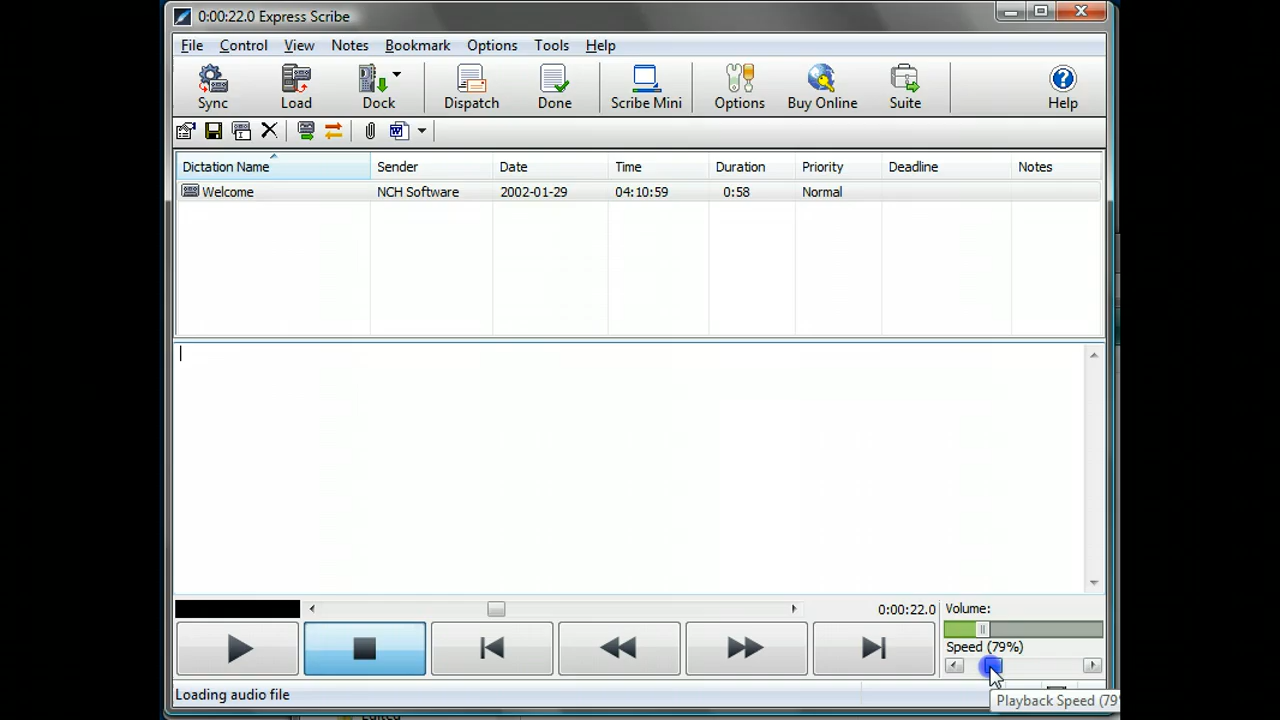 0:00:22.0 Express Scribe
File Control View Notes Bookmark Options Tools Help
Sync Load Dock Dispatch Done Scribe Mini Options Buy Online Suite Help
Dictation Name Sender Date Time Duration Priority Deadline Notes
Welcome NCH Software 2002-01-29 04:10:59 0:58 Normal
0:00:22.0 Volume:
Speed (79%)
Loading audio file
Playback Speed (79